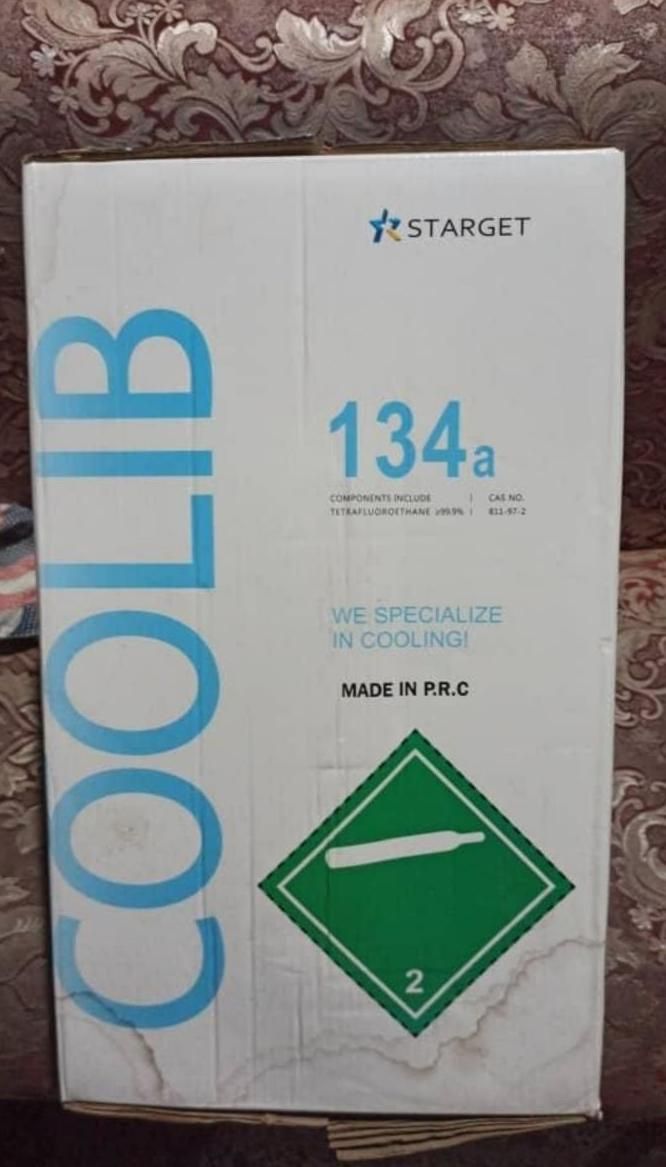 STARGET
COOLIB
134a
COMPONENTS INCLUDE | CAS NO.
TETRAFLUOROETHANE ≥99.9% | 811-97-2
WE SPECIALIZE
IN COOLING!
MADE IN P.R.C
2